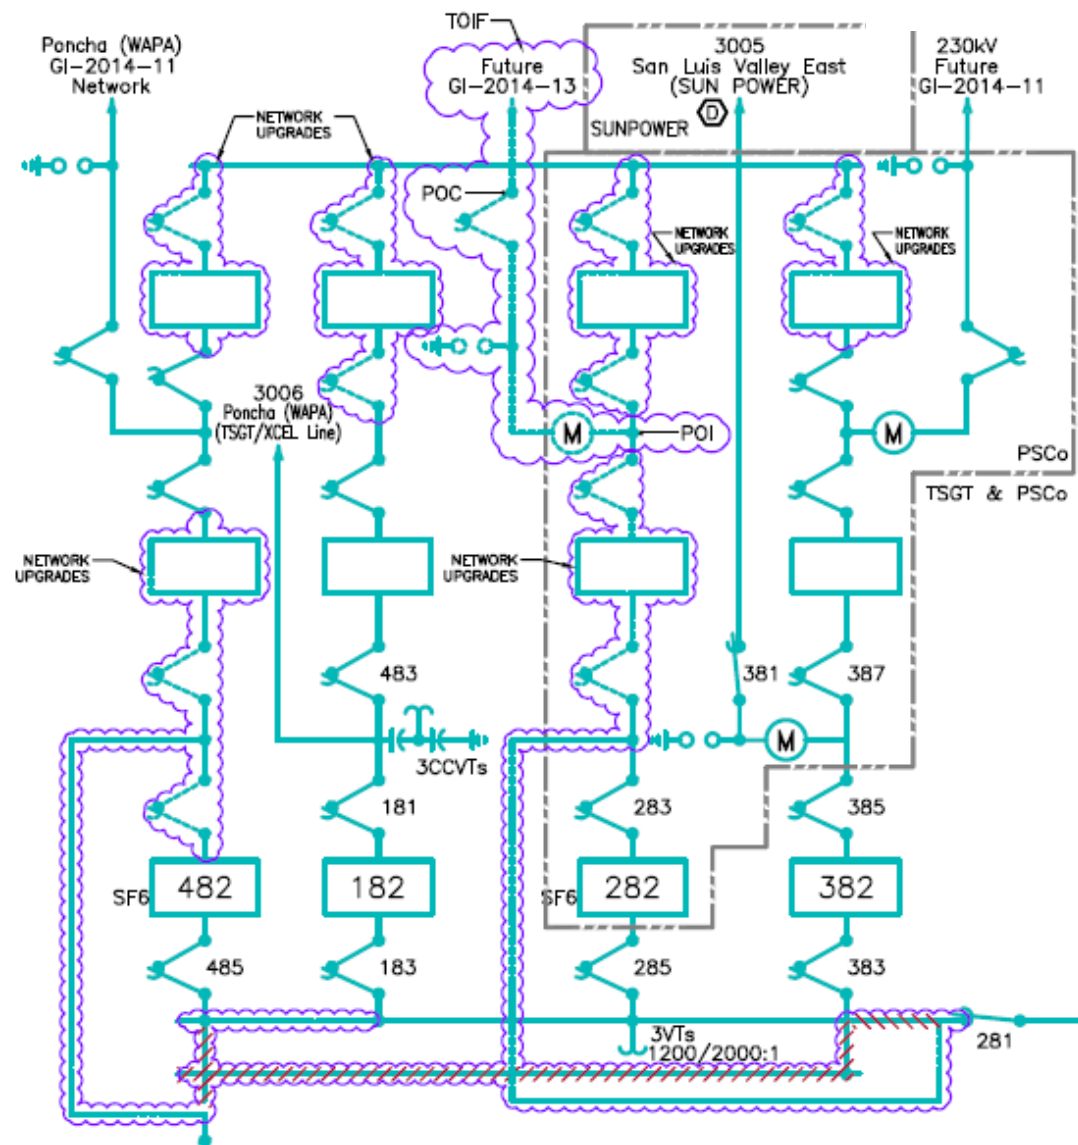 TOIF
Poncha (WAPA)
GI-2014-11
Network
Future
GI-2014-13
3005
San Luis Valley East
(SUN POWER)
D
SUNPOWER
230kV
Future
GI-2014-11
NETWORK
UPGRADES
POC
NETWORK
UPGRADES
NETWORK
UPGRADES
3006
Poncha (WAPA)
(TSGT/XCEL Line)
M
POI
M
PSCo
TSGT & PSCo
NETWORK
UPGRADES
NETWORK
UPGRADES
483
381
387
M
3CCVTs
181
283
385
SF6
482
182
SF6
282
382
485
183
285
383
3VTs
1200/2000:1
281